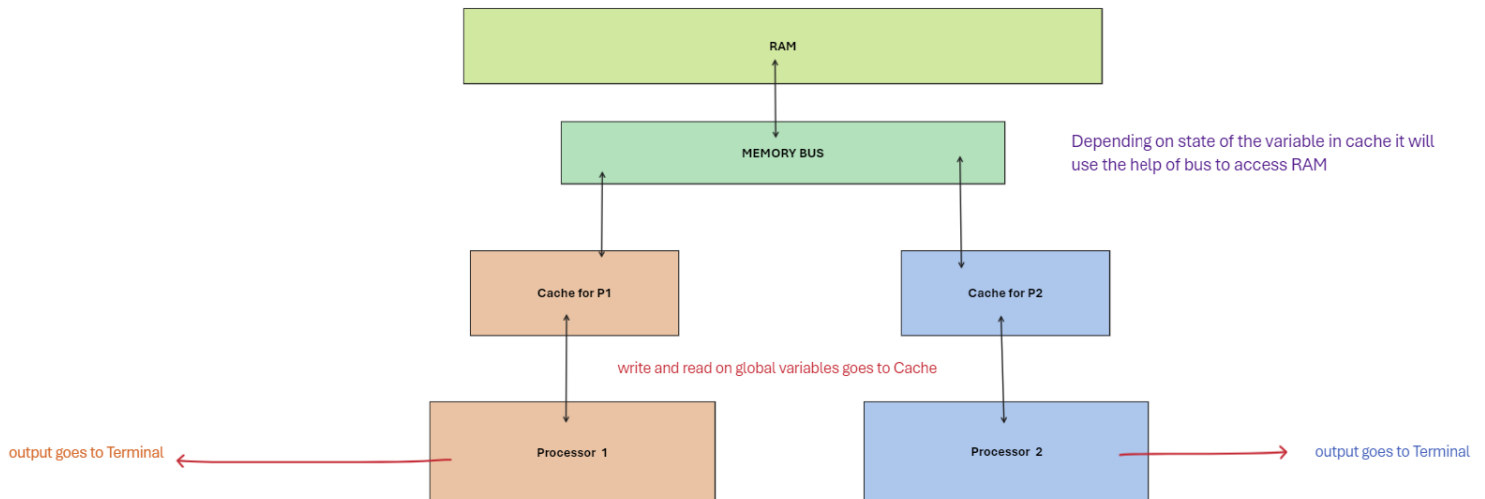 RAM
MEMORY BUS
Depending on state of the variable in cache it will
use the help of bus to access RAM
Cache for P1
Cache for P2
write and read on global variables goes to Cache
output goes to Terminal
Processor 1
Processor 2
output goes to Terminal